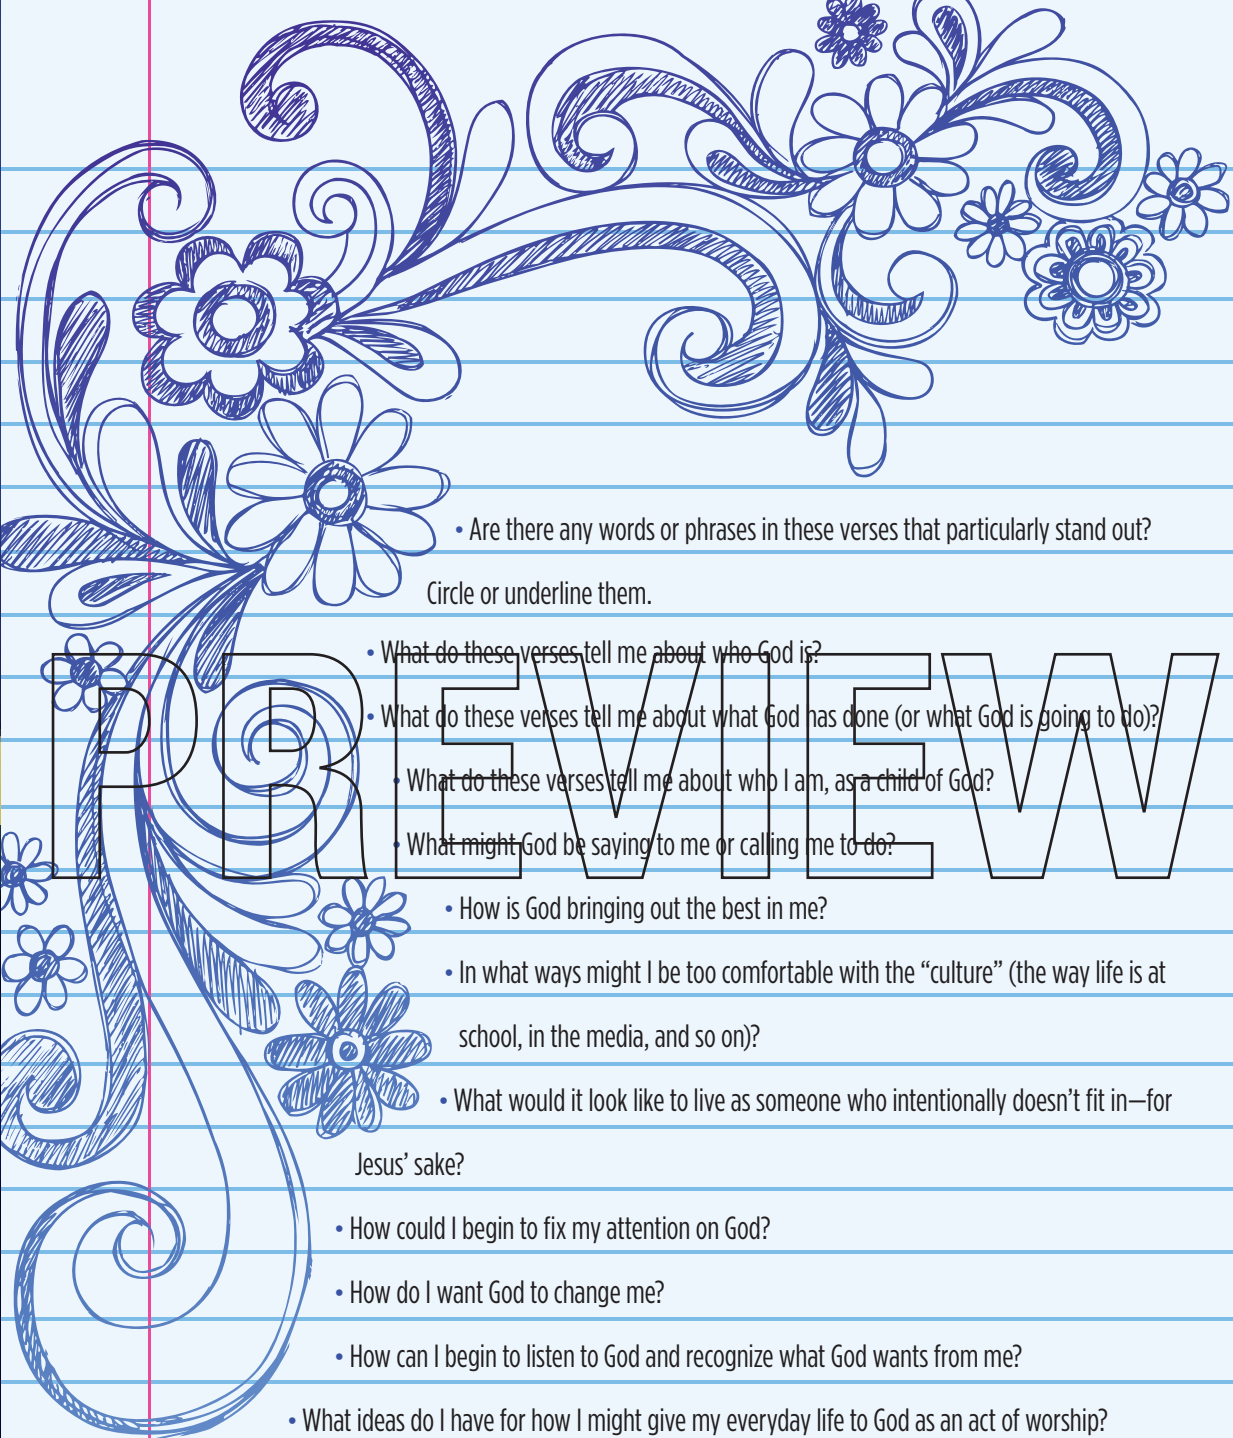 • Are there any words or phrases in these verses that particularly stand out?
Circle or underline them.
• What do these verses tell me about who God is?
• What do these verses tell me about what God has done (or what God is going to do)?
• What do these verses tell me about who I am, as a child of God?
• What might God be saying to me or calling me to do?
PREVIEW
• How is God bringing out the best in me?
• In what ways might I be too comfortable with the “culture” (the way life is at
school, in the media, and so on)?
• What would it look like to live as someone who intentionally doesn’t fit in—for
Jesus’ sake?
• How could I begin to fix my attention on God?
• How do I want God to change me?
• How can I begin to listen to God and recognize what God wants from me?
• What ideas do I have for how I might give my everyday life to God as an act of worship?